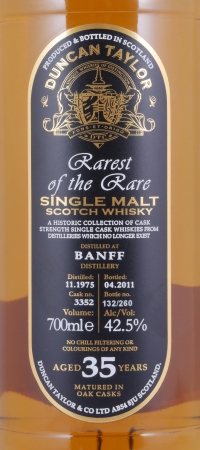 PRODUCED & BOTTLED IN SCOTLAND
DUNCAN TAYLOR
Rarest
of the Rare
SINGLE MALT
SCOTCH WHISKY
A HISTORIC COLLECTION OF CASK
STRENGTH SINGLE CASK WHISKIES FROM
DISTILLERIES WHICH NO LONGER EXIST
DISTILLED AT
BANFF
DISTILLERY
Distilled: Bottled:
11.1975 04.2011
Cask no. Bottle no.
3352 132/260
Volume: Alc/Vol:
700ml e 42.5%
NO CHILL FILTERING OR
COLOURINGS OF ANY KIND
AGED 35 YEARS
MATURED IN
OAK CASKS
DUNCAN TAYLOR & CO LTD AB54 8JU SCOTLAND,